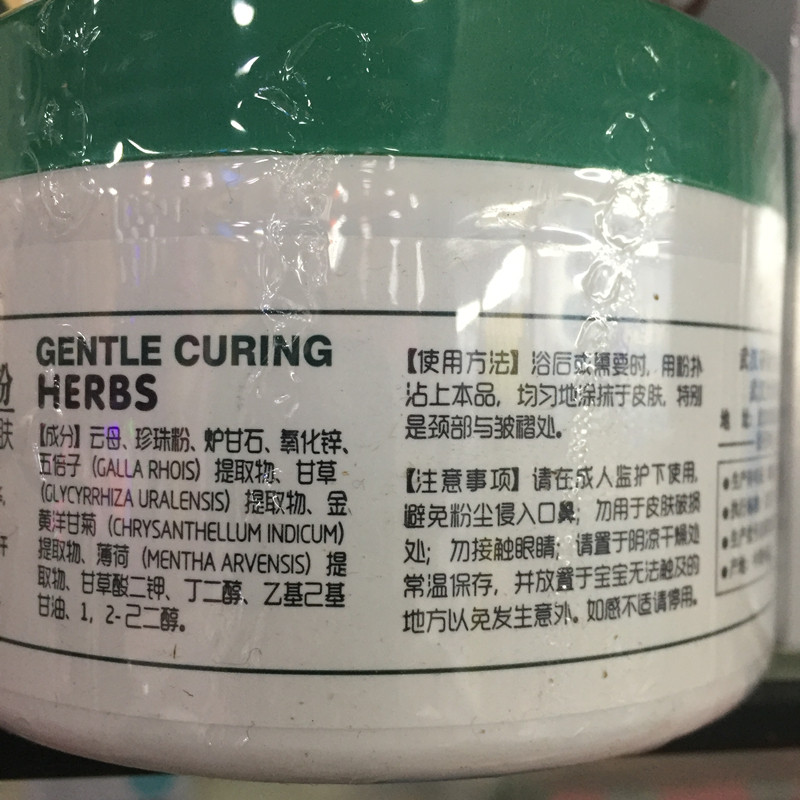 GENTLE CURING
HERBS
【成分】云母、珍珠粉、炉甘石、氧化锌、
五倍子（GALLA RHOIS）提取物、甘草
(GLYCYRRHIZA URALENSIS）提取物、金
黄洋甘菊（CHRYSANTHELLUM INDICUM)
提取物、薄荷（MENTHA ARVENSIS）提
取物、甘草酸二钾、丁二醇、乙基己基
甘油、1，2-己二醇。
【使用方法】浴后或需要时，用粉扑
沾上本品，均匀地涂抹于皮肤，特别
是颈部与皱褶处。
【注意事项】请在成人监护下使用，
避免粉尘侵入口鼻；勿用于皮肤破损
处；勿接触眼睛；请置于阴凉干燥处
常温保存，并放置于宝宝无法触及的
地方以免发生意外。如感不适请停用。
粉
肤
武汉
地